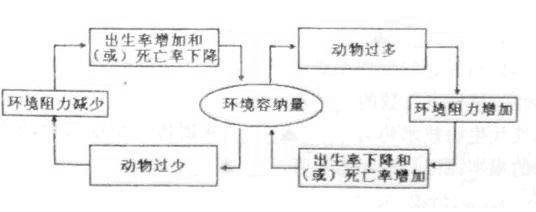 出生率增加和
(或)死亡率下降
动物过多
环境阻力减少
环境容纳量
环境阻力增加
动物过少
出生率下降和
(或)死亡率增加